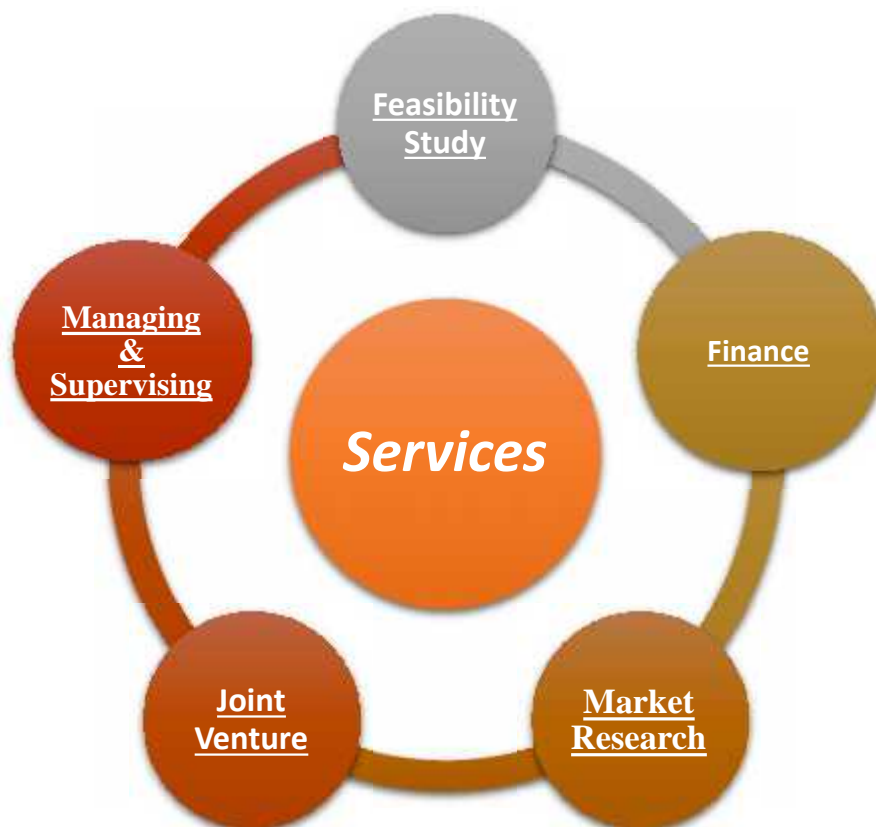 Feasibility
Study
Finance
Market
Research
Joint
Venture
Managing
&
Supervising
Services